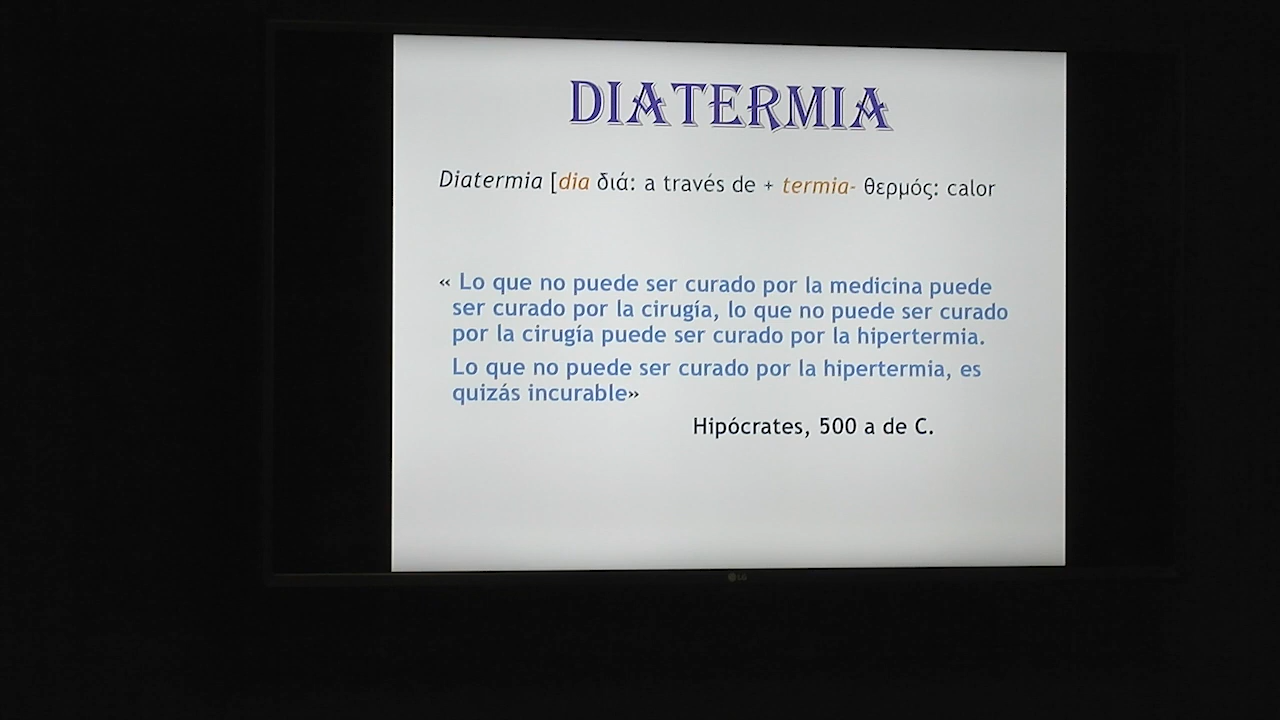 DIATERMIA
Diatermia [dia διά: a través de + termia- θερμός: calor
« Lo que no puede ser curado por la medicina puede
ser curado por la cirugía, lo que no puede ser curado
por la cirugía puede ser curado por la hipertermia.
Lo que no puede ser curado por la hipertermia, es
quizás incurable»
Hipócrates, 500 a de C.
LG